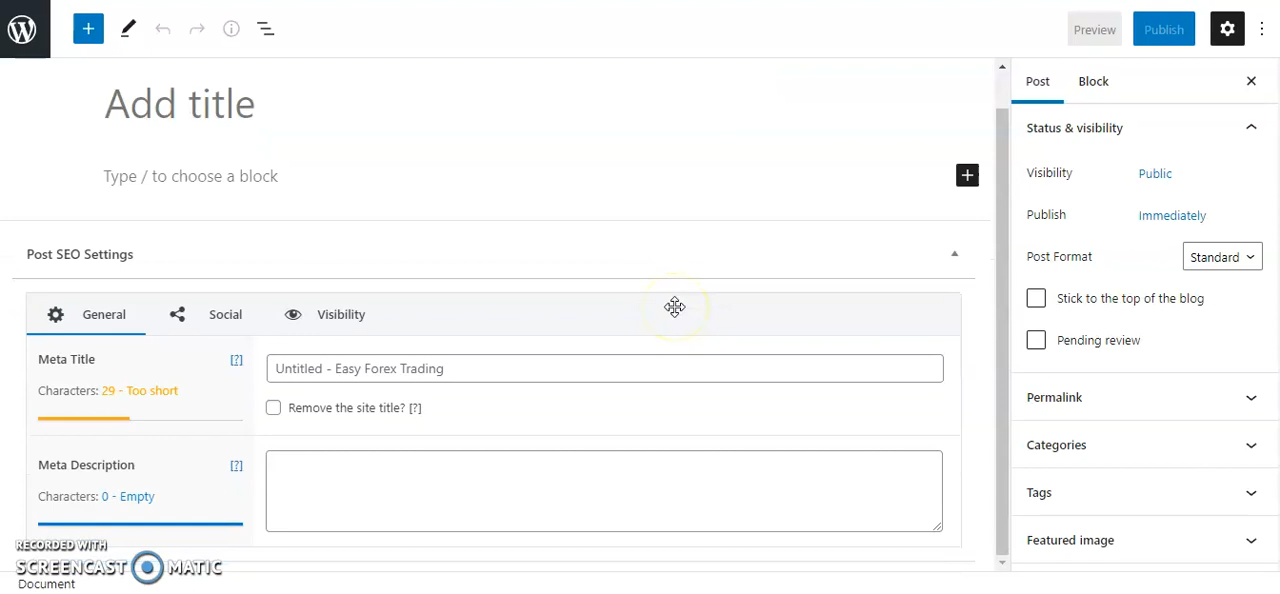 Preview
Publish
Add title
Type / to choose a block
Post
Block
Status & visibility
Visibility
Public
Publish
Immediately
Post Format
Standard
Stick to the top of the blog
Pending review
Permalink
Categories
Tags
Featured image
Post SEO Settings
General
Social
Visibility
Meta Title
[?]
Characters: 29 - Too short
Untitled - Easy Forex Trading
Remove the site title? [?]
Meta Description
[?]
Characters: 0 - Empty
RECORDED WITH
SCREENCAST MATIC
Document